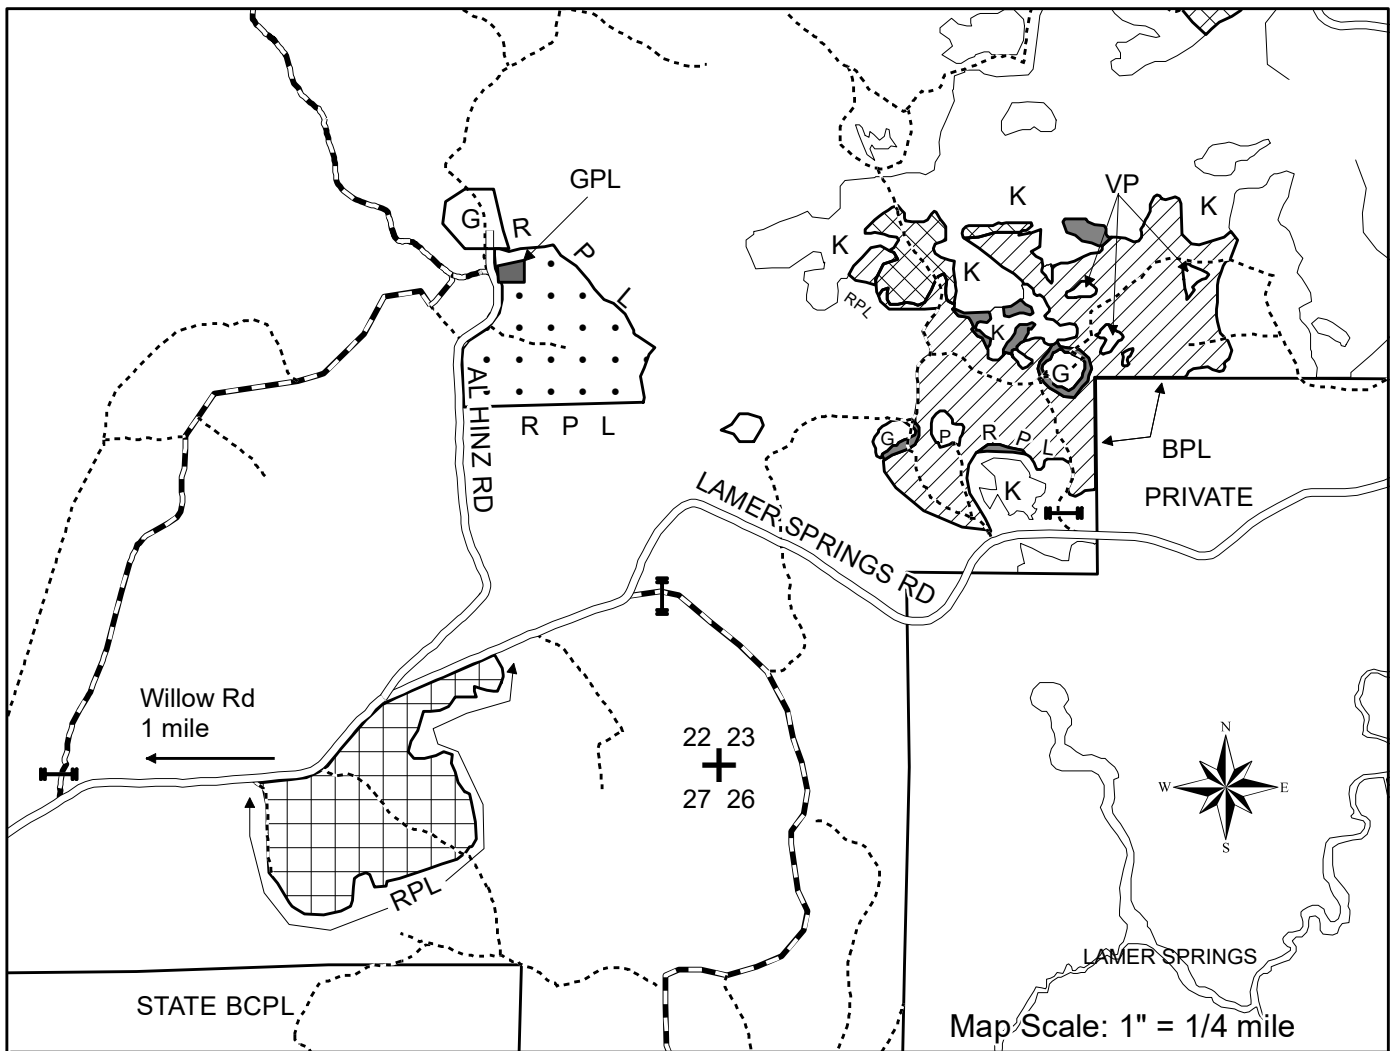 GPL
VP
K
K
G
R
P
L
K
K
RPL
K
G
AL HINZ RD
R P L
G
P
R P L
K
BPL
PRIVATE
LAMER SPRINGS RD
Willow Rd
1 mile
22 23
27 26
N
W
E
S
RPL
LAMER SPRINGS
STATE BCPL
Map Scale: 1" = 1/4 mile